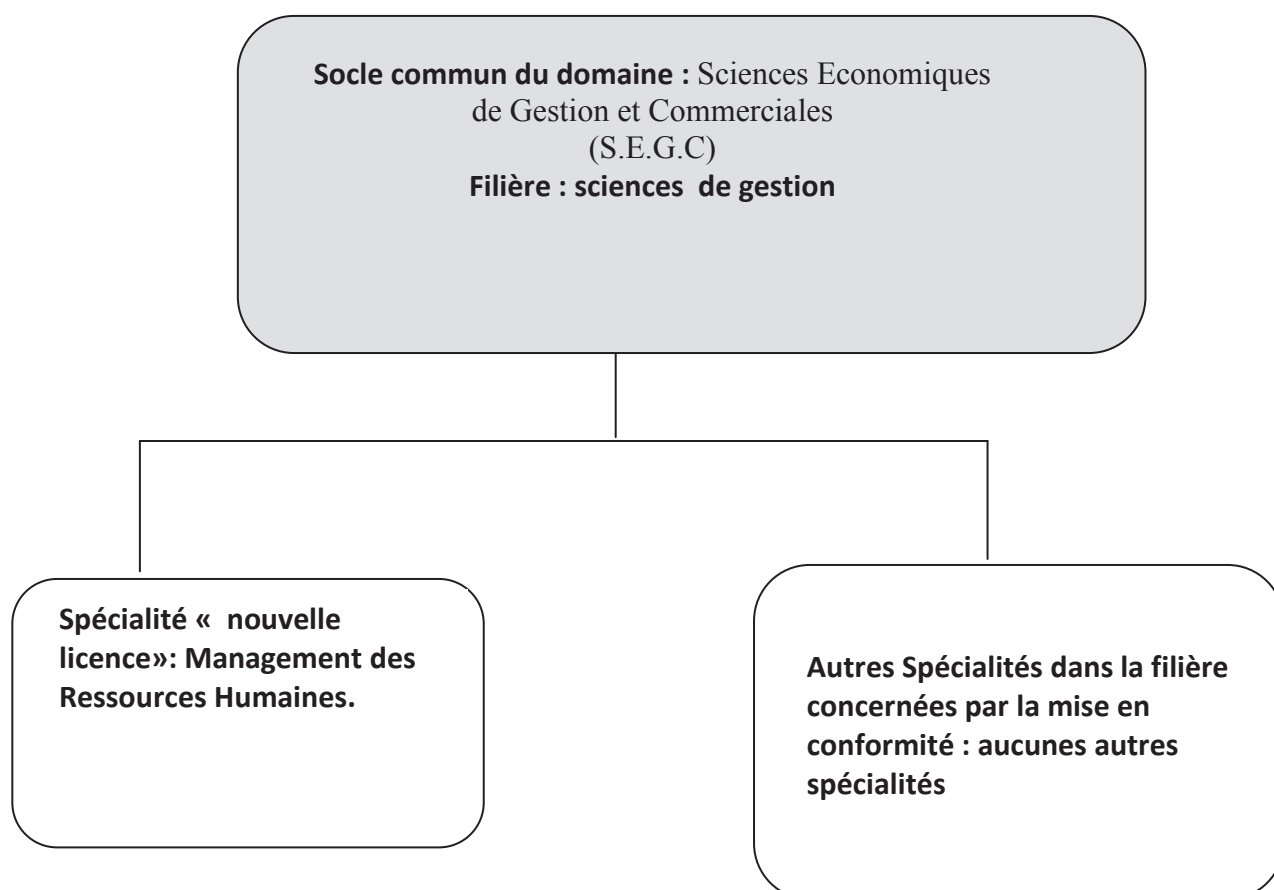 Socle commun du domaine : Sciences Economiques
de Gestion et Commerciales
(S.E.G.C)
Filière : sciences de gestion
Spécialité « nouvelle
licence»: Management des
Ressources Humaines.
Autres Spécialités dans la filière
concernées par la mise en
conformité : aucunes autres
spécialités